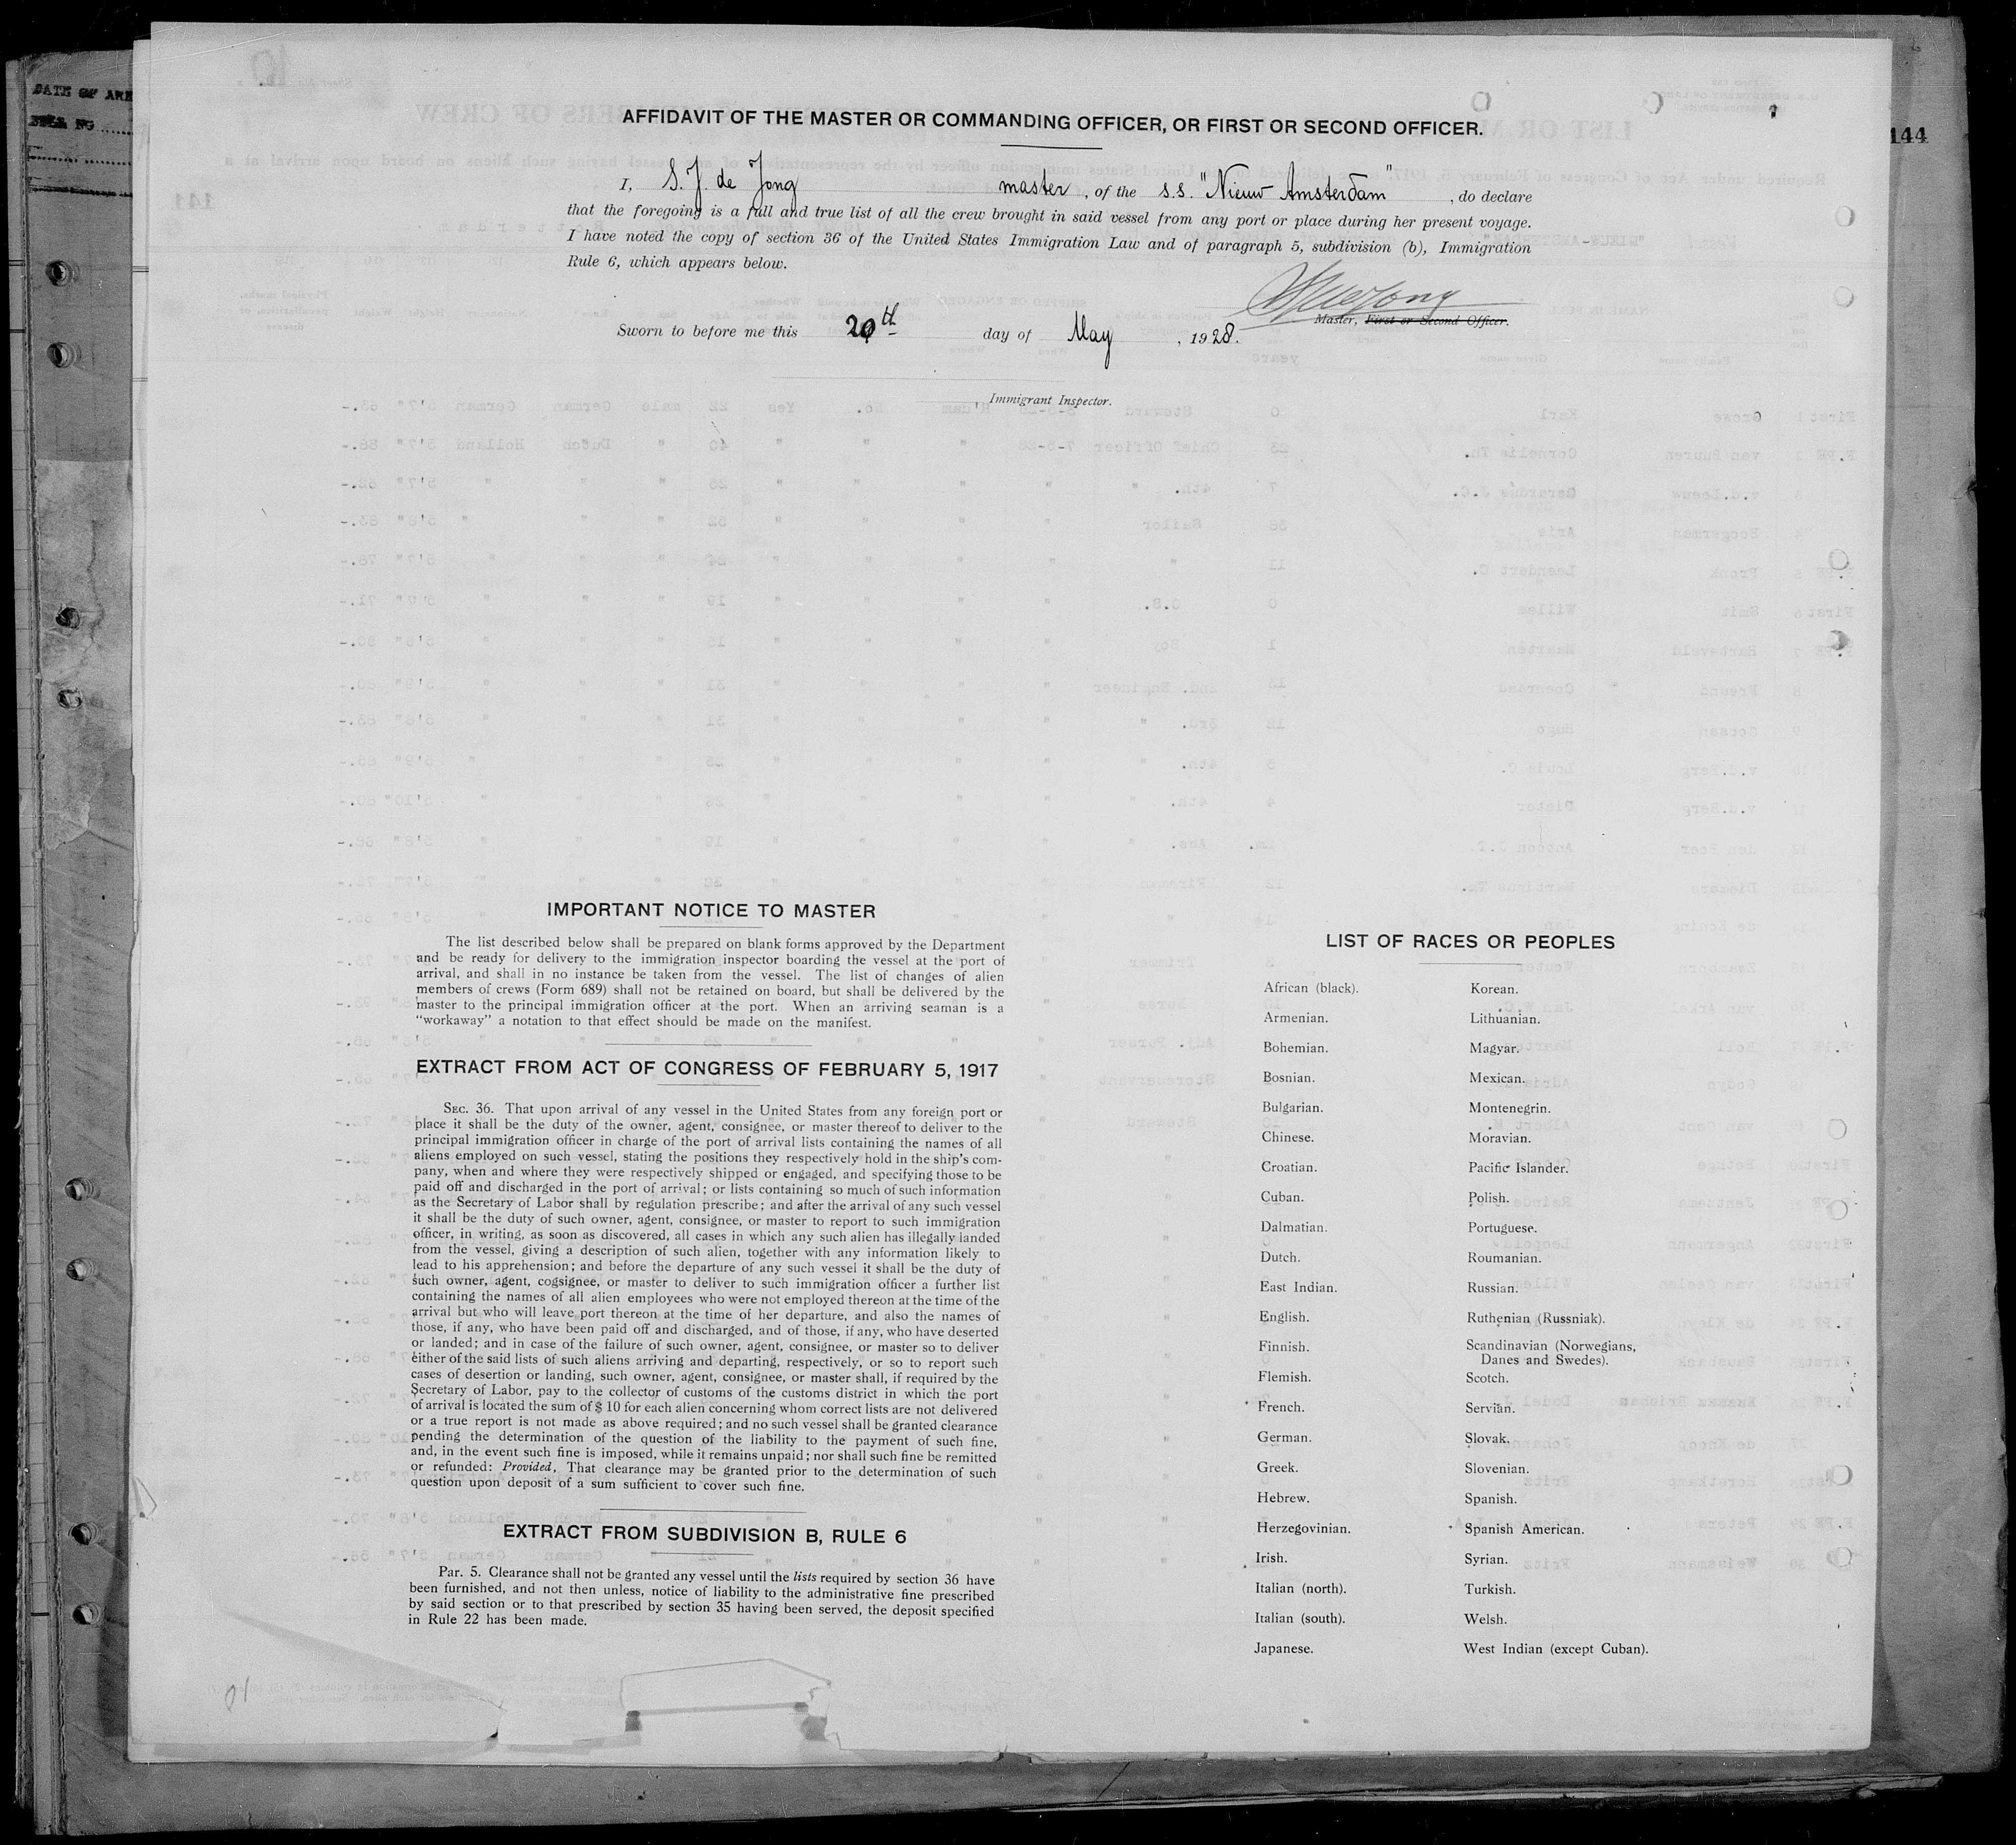 DATE OF ARR
144
AFFIDAVIT OF THE MASTER OR COMMANDING OFFICER, OR FIRST OR SECOND OFFICER.
I, S. J. de Jong master, of the s.s. "Nieuw Amsterdam", do declare
that the foregoing is a full and true list of all the crew brought in said vessel from any port or place during her present voyage.
I have noted the copy of section 36 of the United States Immigration Law and of paragraph 5, subdivision (b), Immigration
Rule 6, which appears below.
Master, First or Second Officer.
Sworn to before me this day of May, 1928.
Immigrant Inspector.
IMPORTANT NOTICE TO MASTER
The list described below shall be prepared on blank forms approved by the Department
and be ready for delivery to the immigration inspector boarding the vessel at the port of
arrival, and shall in no instance be taken from the vessel. The list of changes of alien
members of crews (Form 689) shall not be retained on board, but shall be delivered by the
master to the principal immigration officer at the port. When an arriving seaman is a
"workaway" a notation to that effect should be made on the manifest.
EXTRACT FROM ACT OF CONGRESS OF FEBRUARY 5, 1917
SEC. 36. That upon arrival of any vessel in the United States from any foreign port or
place it shall be the duty of the owner, agent, consignee, or master thereof to deliver to the
principal immigration officer in charge of the port of arrival lists containing the names of all
aliens employed on such vessel, stating the positions they respectively hold in the ship's com-
pany, when and where they were respectively shipped or engaged, and specifying those to be
paid off and discharged in the port of arrival; or lists containing so much of such information
as the Secretary of Labor shall by regulation prescribe; and after the arrival of any such vessel
it shall be the duty of such owner, agent, consignee, or master to report to such immigration
officer, in writing, as soon as discovered, all cases in which any such alien has illegally landed
from the vessel, giving a description of such alien, together with any information likely to
lead to his apprehension; and before the departure of any such vessel it shall be the duty of
such owner, agent, cogsignee, or master to deliver to such immigration officer a further list
containing the names of all alien employees who were not employed thereon at the time of the
arrival but who will leave port thereon at the time of her departure, and also the names of
those, if any, who have been paid off and discharged, and of those, if any, who have deserted
or landed; and in case of the failure of such owner, agent, consignee, or master so to deliver
either of the said lists of such aliens arriving and departing, respectively, or so to report such
cases of desertion or landing, such owner, agent, consignee, or master shall, if required by the
Secretary of Labor, pay to the collector of customs of the customs district in which the port
of arrival is located the sum of $ 10 for each alien concerning whom correct lists are not delivered
or a true report is not made as above required; and no such vessel shall be granted clearance
pending the determination of the question of the liability to the payment of such fine,
and, in the event such fine is imposed, while it remains unpaid; nor shall such fine be remitted
or refunded: Provided, That clearance may be granted prior to the determination of such
question upon deposit of a sum sufficient to cover such fine.
EXTRACT FROM SUBDIVISION B, RULE 6
Par. 5. Clearance shall not be granted any vessel until the lists required by section 36 have
been furnished, and not then unless, notice of liability to the administrative fine prescribed
by said section or to that prescribed by section 35 having been served, the deposit specified
in Rule 22 has been made.
LIST OF RACES OR PEOPLES
African (black).
Armenian.
Bohemian.
Bosnian.
Bulgarian.
Chinese.
Croatian.
Cuban.
Dalmatian.
Dutch.
East Indian.
English.
Finnish.
Flemish.
French.
German.
Greek.
Hebrew.
Herzegovinian.
Irish.
Italian (north).
Italian (south).
Japanese.
Korean.
Lithuanian.
Magyar.
Mexican.
Montenegrin.
Moravian.
Pacific Islander.
Polish.
Portuguese.
Roumanian.
Russian.
Ruthenian (Russniak).
Scandinavian (Norwegians,
Danes and Swedes).
Scotch.
Servian.
Slovak.
Slovenian.
Spanish.
Spanish American.
Syrian.
Turkish.
Welsh.
West Indian (except Cuban).